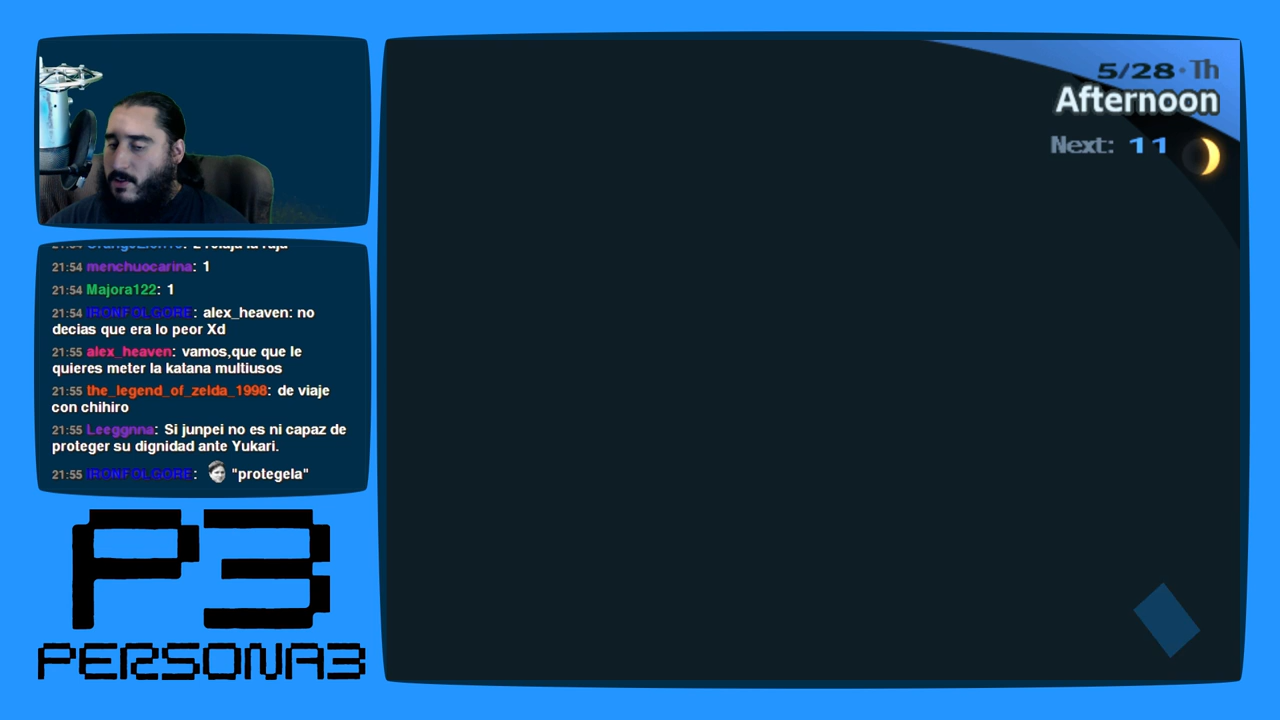 21:54 menchuocarina: 1
21:54 Majora122: 1
21:54 IRONFOLGORE: alex_heaven: no
decias que era lo peor Xd
21:55 alex_heaven: vamos,que que le
quieres meter la katana multiusos
21:55 the_legend_of_zelda_1998: de viaje
con chihiro
21:55 Leeggnna: Si junpei no es ni capaz de
proteger su dignidad ante Yukari.
21:55 IRONFOLGORE: "protegela"
P3
PERSONA3
5/28·Th
Afternoon
Next: 11